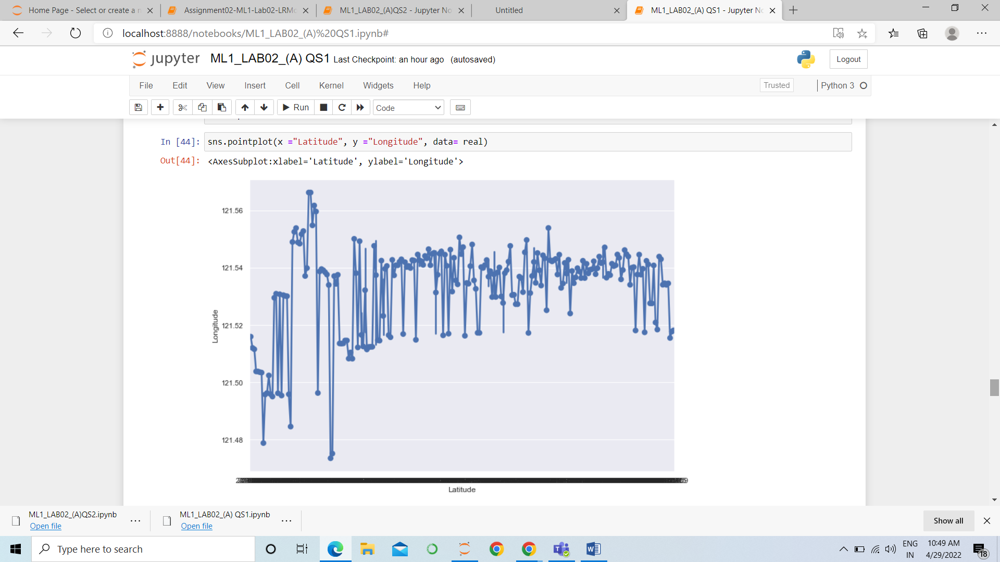 Home Page - Select or create a n
Assignment02-ML1-Lab02-LRMo
ML1_LAB02_(A)QS2 - Jupyter No
Untitled
ML1_LAB02_(A) QS1 - Jupyter No
localhost:8888/notebooks/ML1_LAB02_(A)%20QS1.ipynb#
jupyter ML1_LAB02_(A) QS1 Last Checkpoint: an hour ago (autosaved)
Logout
File Edit View Insert Cell Kernel Widgets Help
Trusted
Python 3
Run
Code
In [44]: sns.pointplot(x ="Latitude", y ="Longitude", data= real)
Out[44]: <AxesSubplot:xlabel='Latitude', ylabel='Longitude'>
121.56
121.54
121.52
121.50
121.48
Longitude
Latitude
ML1_LAB02_(A)QS2.ipynb
Open file
ML1_LAB02_(A) QS1.ipynb
Open file
Show all
Type here to search
ENG
IN
10:49 AM
4/29/2022
18